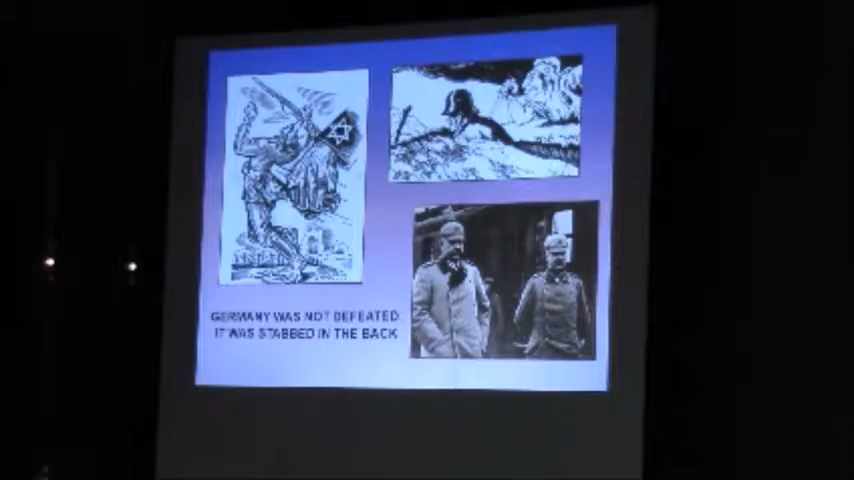 GERMANY WAS NOT DEFEATED:
IT WAS STABBED IN THE BACK